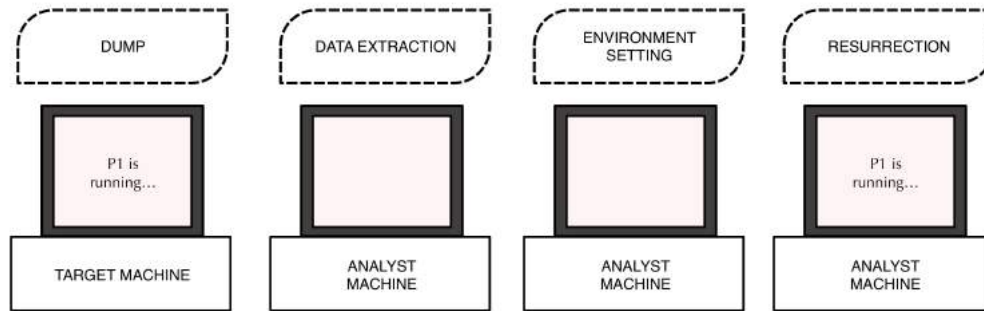 DUMP
DATA EXTRACTION
ENVIRONMENT
SETTING
RESURRECTION
P1 is
running...
P1 is
running...
TARGET MACHINE
ANALYST
MACHINE
ANALYST
MACHINE
ANALYST
MACHINE